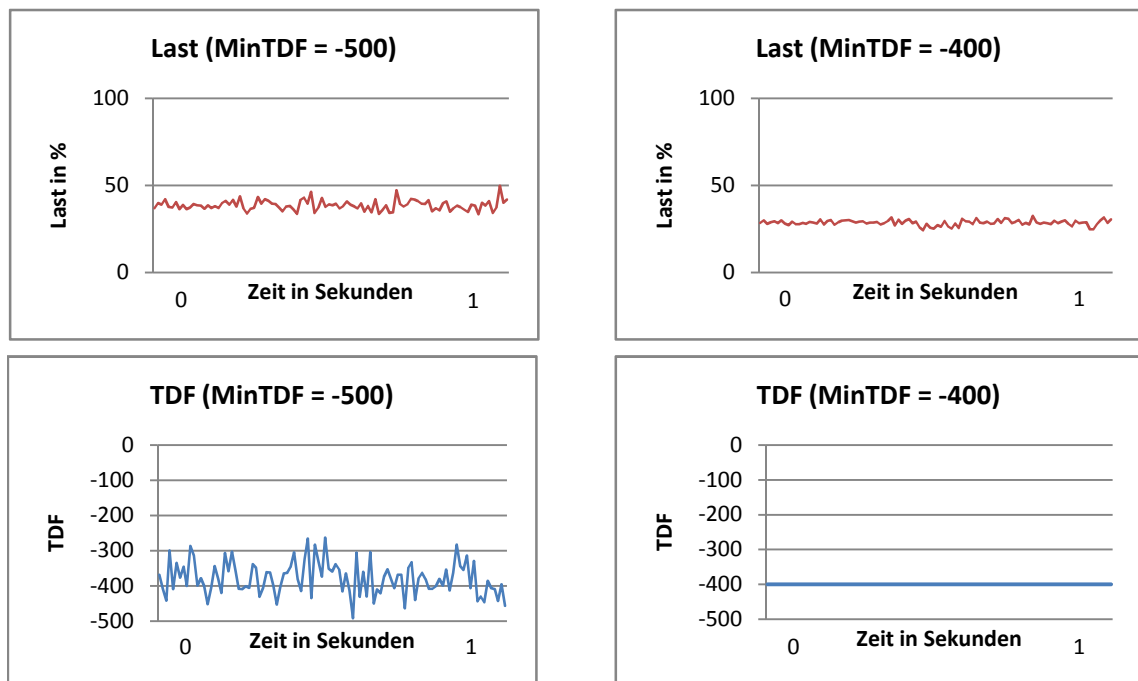 Last (MinTDF = -500)
100
50
0
Last in %
0
Zeit in Sekunden
1
Last (MinTDF = -400)
100
50
0
Last in %
0
Zeit in Sekunden
1
TDF (MinTDF = -500)
0
-100
-200
-300
-400
-500
TDF
0
Zeit in Sekunden
1
TDF (MinTDF = -400)
0
-100
-200
-300
-400
-500
TDF
0
Zeit in Sekunden
1